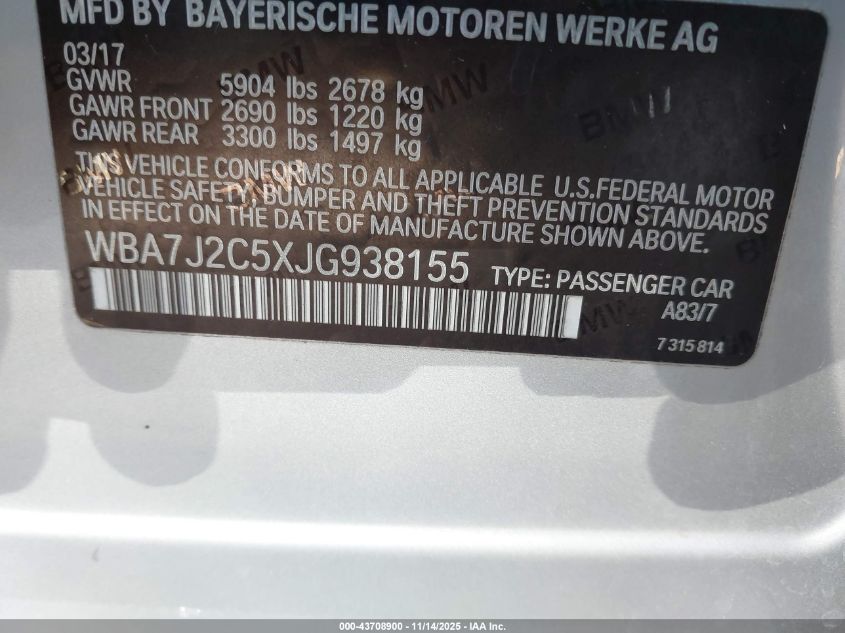 MFD BY BAYERISCHE MOTOREN WERKE AG
03/17
GVWR 5904 lbs 2678 kg
GAWR FRONT 2690 lbs 1220 kg
GAWR REAR 3300 lbs 1497 kg
THIS VEHICLE CONFORMS TO ALL APPLICABLE U.S.FEDERAL MOTOR
VEHICLE SAFETY, BUMPER AND THEFT PREVENTION STANDARDS
IN EFFECT ON THE DATE OF MANUFACTURE SHOWN ABOVE.
WBA7J2C5XJG938155 TYPE: PASSENGER CAR
A83/7
7 315 814
000-43708900 - 11/14/2025 - IAA Inc.